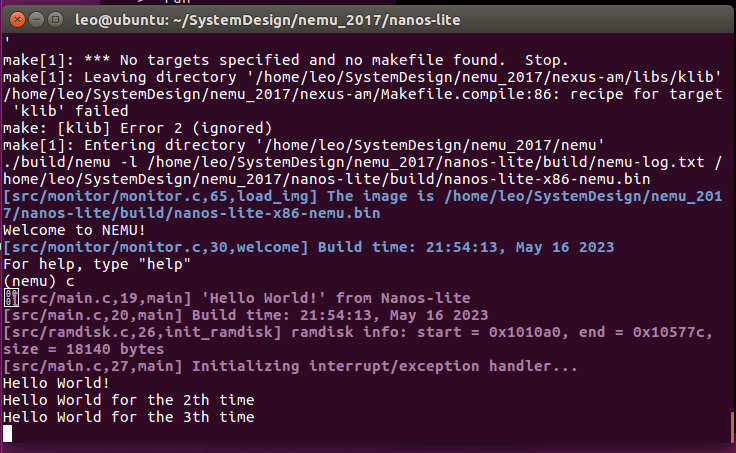 leo@ubuntu: ~/SystemDesign/nemu_2017/nanos-lite
'
make[1]: *** No targets specified and no makefile found.  Stop.
make[1]: Leaving directory '/home/leo/SystemDesign/nemu_2017/nexus-am/libs/klib'
/home/leo/SystemDesign/nemu_2017/nexus-am/Makefile.compile:86: recipe for target
 'klib' failed
make: [klib] Error 2 (ignored)
make[1]: Entering directory '/home/leo/SystemDesign/nemu_2017/nemu'
./build/nemu -l /home/leo/SystemDesign/nemu_2017/nanos-lite/build/nemu-log.txt /
home/leo/SystemDesign/nemu_2017/nanos-lite/build/nanos-lite-x86-nemu.bin
[src/monitor/monitor.c,65,load_img] The image is /home/leo/SystemDesign/nemu_201
7/nanos-lite/build/nanos-lite-x86-nemu.bin
Welcome to NEMU!
[src/monitor/monitor.c,30,welcome] Build time: 21:54:13, May 16 2023
For help, type "help"
(nemu) c
[src/main.c,19,main] 'Hello World!' from Nanos-lite
[src/main.c,20,main] Build time: 21:54:13, May 16 2023
[src/ramdisk.c,26,init_ramdisk] ramdisk info: start = 0x1010a0, end = 0x10577c,
size = 18140 bytes
[src/main.c,27,main] Initializing interrupt/exception handler...
Hello World!
Hello World for the 2th time
Hello World for the 3th time